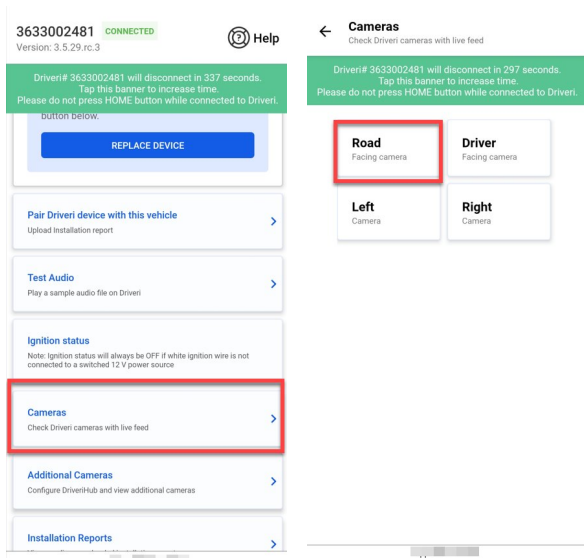 3633002481 CONNECTED
Version: 3.5.29.rc.3
Help
Driveri# 3633002481 will disconnect in 337 seconds.
Tap this banner to increase time.
Please do not press HOME button while connected to Driveri.
button below.
REPLACE DEVICE
Pair Driveri device with this vehicle
Upload Installation report
Test Audio
Play a sample audio file on Driveri
Ignition status
Note: Ignition status will always be OFF if white ignition wire is not
connected to a switched 12 V power source
Cameras
Check Driveri cameras with live feed
Additional Cameras
Configure DriveriHub and view additional cameras
Installation Reports
Cameras
Check Driveri cameras with live feed
Driveri# 3633002481 will disconnect in 297 seconds.
Tap this banner to increase time.
Please do not press HOME button while connected to Driveri.
Road
Facing camera
Driver
Facing camera
Left
Camera
Right
Camera